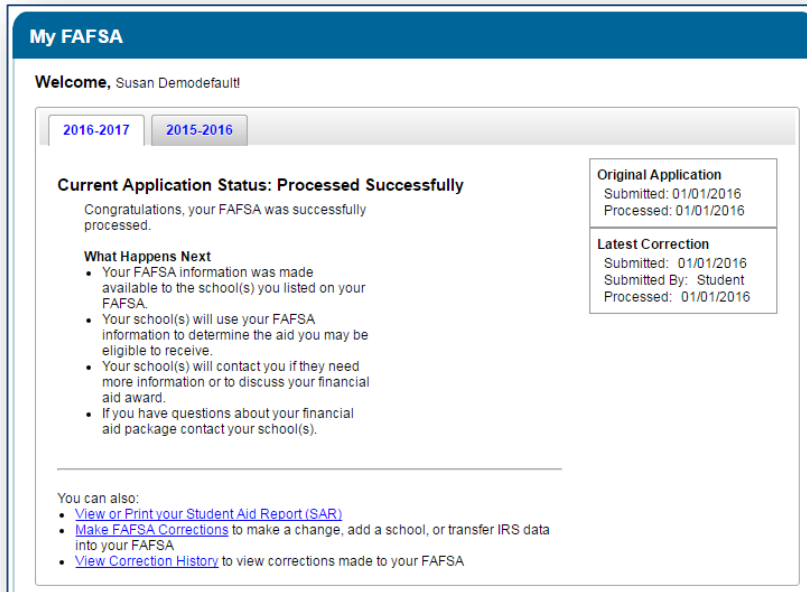 My FAFSA
Welcome, Susan Demodefault!
2016-2017
2015-2016
Current Application Status: Processed Successfully
Congratulations, your FAFSA was successfully
processed.
What Happens Next
• Your FAFSA information was made
available to the school(s) you listed on your
FAFSA.
• Your school(s) will use your FAFSA
information to determine the aid you may be
eligible to receive.
• Your school(s) will contact you if they need
more information or to discuss your financial
aid award.
• If you have questions about your financial
aid package contact your school(s).
Original Application
Submitted: 01/01/2016
Processed: 01/01/2016
Latest Correction
Submitted: 01/01/2016
Submitted By: Student
Processed: 01/01/2016
You can also:
• View or Print your Student Aid Report (SAR)
• Make FAFSA Corrections to make a change, add a school, or transfer IRS data
into your FAFSA
• View Correction History to view corrections made to your FAFSA